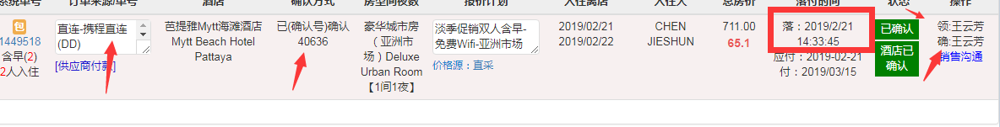 系统单号 订单来源/单号 酒店 确认方式 房型间夜数 报价计划 入住离店 入住人 总房价 落付时间 状态 操作
包
1449518
含早(2)
2人入住
直连-携程直连
(DD)
[供应商付款]
芭提雅Mytt海滩酒店
Mytt Beach Hotel
Pattaya
已(确认号)确认
40636
豪华城市房
（亚洲市
场）Deluxe
Urban Room
【1间1夜】
淡季促销双人含早-
免费Wifi-亚洲市场
价格源：直采
2019/02/21
2019/02/22
CHEN
JIESHUN
711.00
65.1
落：2019/2/21
14:33:45
应付：2019-02-21
付：2019/03/15
已确认
酒店已
确认
领:王云芳
确:王云芳
销售沟通